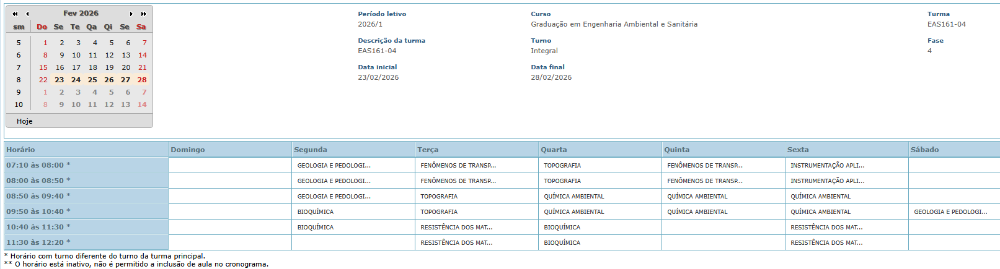 Fev 2026
sm Do Se Te Qa Qi Se Sa
5 1 2 3 4 5 6 7
6 8 9 10 11 12 13 14
7 15 16 17 18 19 20 21
8 22 23 24 25 26 27 28
9 1 2 3 4 5 6 7
10 8 9 10 11 12 13 14
Hoje
Período letivo Curso Turma
2026/1 Graduação em Engenharia Ambiental e Sanitária EAS161-04
Descrição da turma Turno Fase
EAS161-04 Integral 4
Data inicial Data final
23/02/2026 28/02/2026
Horário Domingo Segunda Terça Quarta Quinta Sexta Sábado
07:10 às 08:00 * GEOLOGIA E PEDOLOGI... FENÔMENOS DE TRANSP... TOPOGRAFIA FENÔMENOS DE TRANSP... INSTRUMENTAÇÃO APLI...
08:00 às 08:50 * GEOLOGIA E PEDOLOGI... FENÔMENOS DE TRANSP... TOPOGRAFIA FENÔMENOS DE TRANSP... INSTRUMENTAÇÃO APLI...
08:50 às 09:40 * GEOLOGIA E PEDOLOGI... TOPOGRAFIA QUÍMICA AMBIENTAL QUÍMICA AMBIENTAL QUÍMICA AMBIENTAL
09:50 às 10:40 * BIOQUÍMICA TOPOGRAFIA QUÍMICA AMBIENTAL QUÍMICA AMBIENTAL QUÍMICA AMBIENTAL GEOLOGIA E PEDOLOGI...
10:40 às 11:30 * BIOQUÍMICA RESISTÊNCIA DOS MAT... BIOQUÍMICA RESISTÊNCIA DOS MAT...
11:30 às 12:20 * RESISTÊNCIA DOS MAT... BIOQUÍMICA RESISTÊNCIA DOS MAT...
* Horário com turno diferente do turno da turma principal.
** O horário está inativo, não é permitido a inclusão de aula no cronograma.